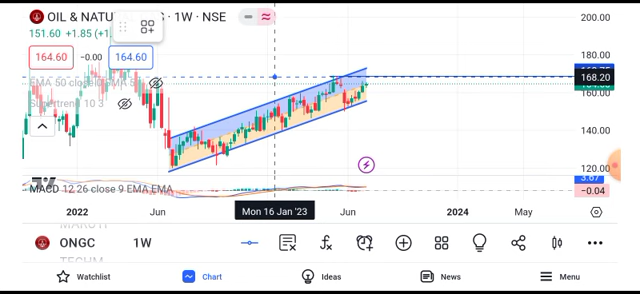 OIL & NATU · 1W · NSE
151.60 +1.85 (+1
164.60 −0.00 164.60
EMA 50 close
Supertrend 10 3
200.00
180.00
168.20
160.00
140.00
120.00
3.67
−0.04
MACD 12 26 close 9 EMA EMA
2022 Jun Mon 16 Jan '23 Jun 2024 May
ONGC 1W
TECHM
Watchlist Chart Ideas News Menu